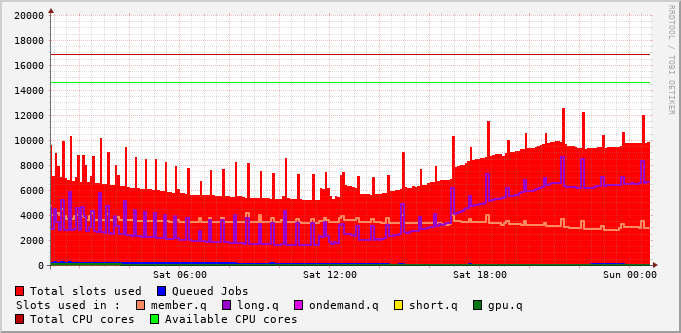 20000
18000
16000
14000
12000
10000
8000
6000
4000
2000
0
Sat 06:00 Sat 12:00 Sat 18:00 Sun 00:00
RRDTOOL / TOBI OETIKER
Total slots used Queued Jobs
Slots used in : member.q long.q ondemand.q short.q gpu.q
Total CPU cores Available CPU cores